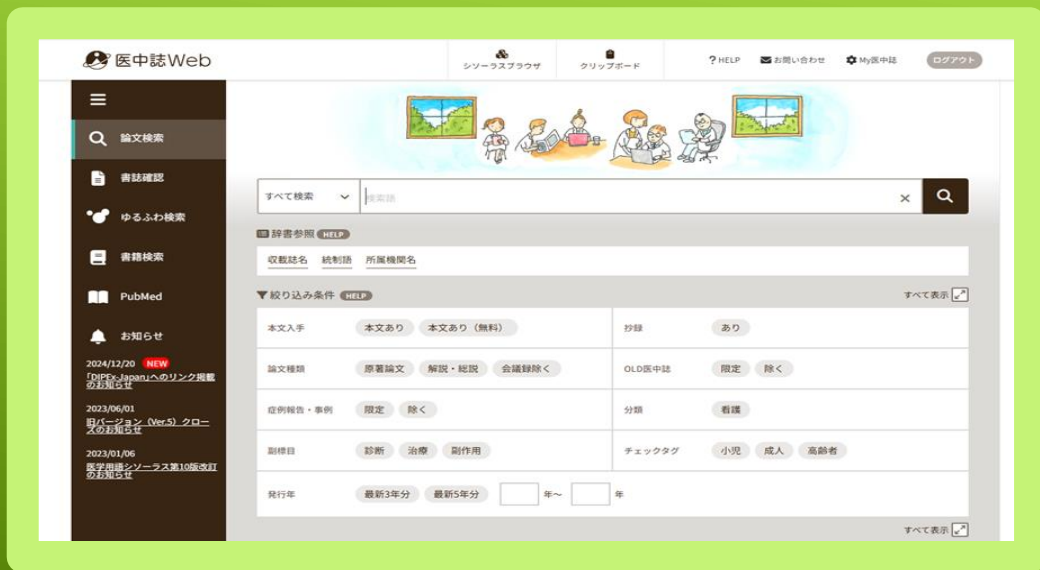 医中誌Web
シソーラスブラウザ
クリップボード
? HELP
お問い合わせ
My医中誌
ログアウト
論文検索
書誌確認
ゆるふわ検索
書籍検索
PubMed
お知らせ
2024/12/20 NEW
「DIPEx-Japan」へのリンク掲載
のお知らせ
2023/06/01
旧バージョン（Ver.5）クロー
ズのお知らせ
2023/01/06
医学用語シソーラス第10版改訂
のお知らせ
すべて検索
検索語
辞書参照 HELP
収載誌名 統制語 所属機関名
絞り込み条件 HELP
すべて表示
本文入手 本文あり 本文あり（無料） 抄録 あり
論文種類 原著論文 解説・総説 会議録除く OLD医中誌 限定 除く
症例報告・事例 限定 除く 分類 看護
副標目 診断 治療 副作用 チェックタグ 小児 成人 高齢者
発行年 最新3年分 最新5年分 年～ 年
すべて表示